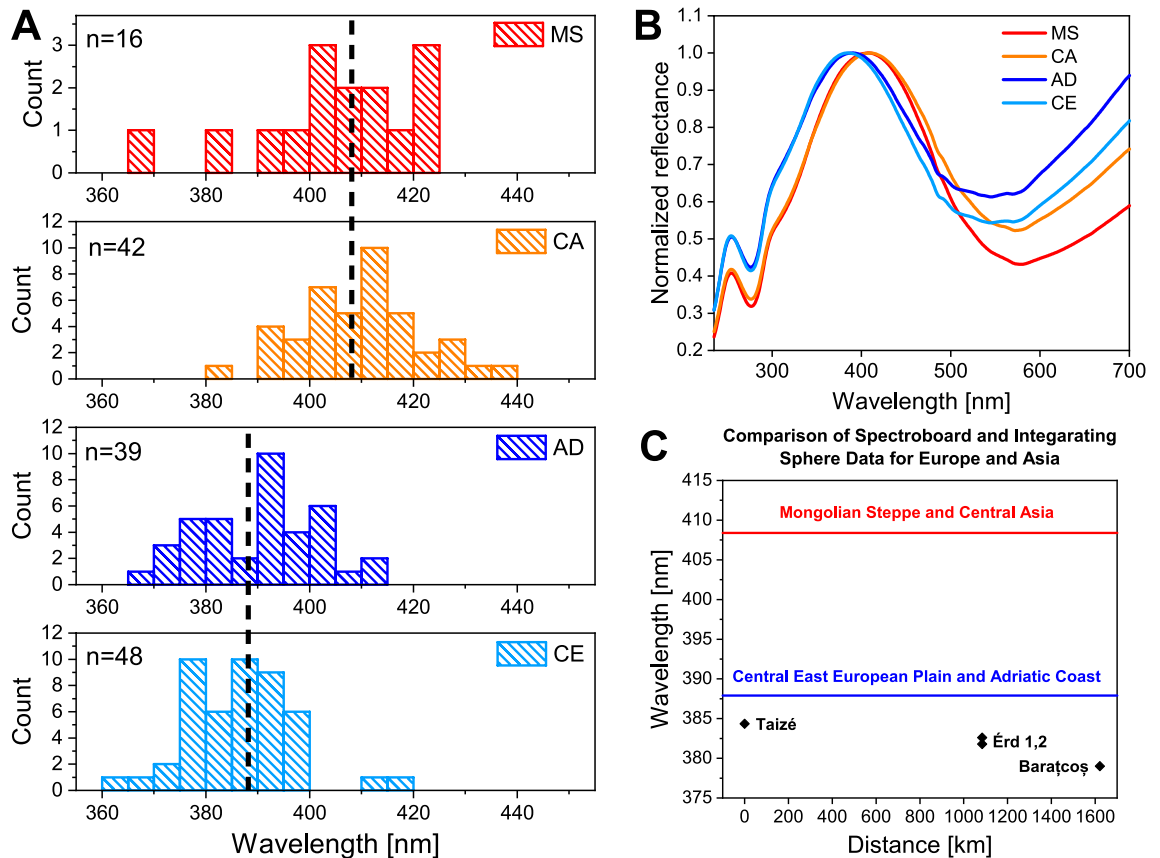 A
n=16
MS
Count
3
2
1
0
360 380 400 420 440
n=42
CA
Count
12
10
8
6
4
2
0
360 380 400 420 440
n=39
AD
Count
12
10
8
6
4
2
0
360 380 400 420 440
n=48
CE
Count
12
10
8
6
4
2
0
360 380 400 420 440
Wavelength [nm]
B
MS
CA
AD
CE
Normalized reflectance
1.0
0.9
0.8
0.7
0.6
0.5
0.4
0.3
0.2
300 400 500 600 700
Wavelength [nm]
C
Comparison of Spectroboard and Integarating
Sphere Data for Europe and Asia
Wavelength [nm]
415
410
405
400
395
390
385
380
375
Mongolian Steppe and Central Asia
Central East European Plain and Adriatic Coast
Taizé
Érd 1,2
Barațcoș
0 200 400 600 800 1000 1200 1400 1600
Distance [km]